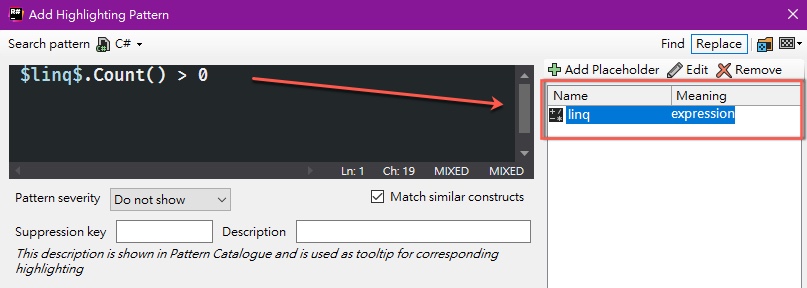 R# Add Highlighting Pattern
Search pattern C# Find Replace
$linq$.Count() > 0
Add Placeholder Edit Remove
Name Meaning
linq expression
Ln: 1 Ch: 19 MIXED MIXED
Pattern severity Do not show Match similar constructs
Suppression key Description
This description is shown in Pattern Catalogue and is used as tooltip for corresponding
highlighting